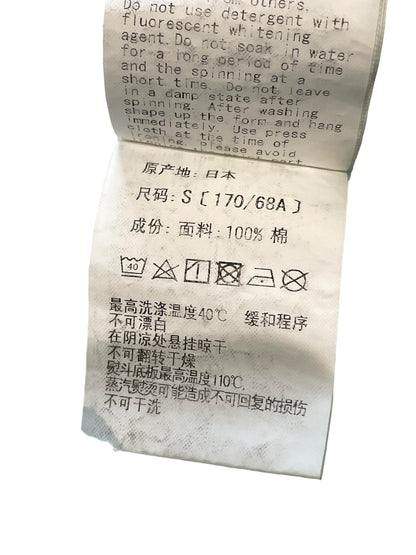 from others.
Do not use detergent with
fluorescent whitening
agent. Do not soak in water
for a long period of time
and the spinning at a
short time. Do not leave
in a damp state after
spinning. After washing
shape up the form and hang
immediately. Use press
cloth at the time of
ironing. Please avoid
原产地: 日本
尺码: S [170/68A]
成份: 面料: 100% 棉
40
最高洗涤温度40℃ 缓和程序
不可漂白
在阴凉处悬挂晾干
不可翻转干燥
熨斗底板最高温度110℃,
蒸汽熨烫可能造成不可回复的损伤
不可干洗